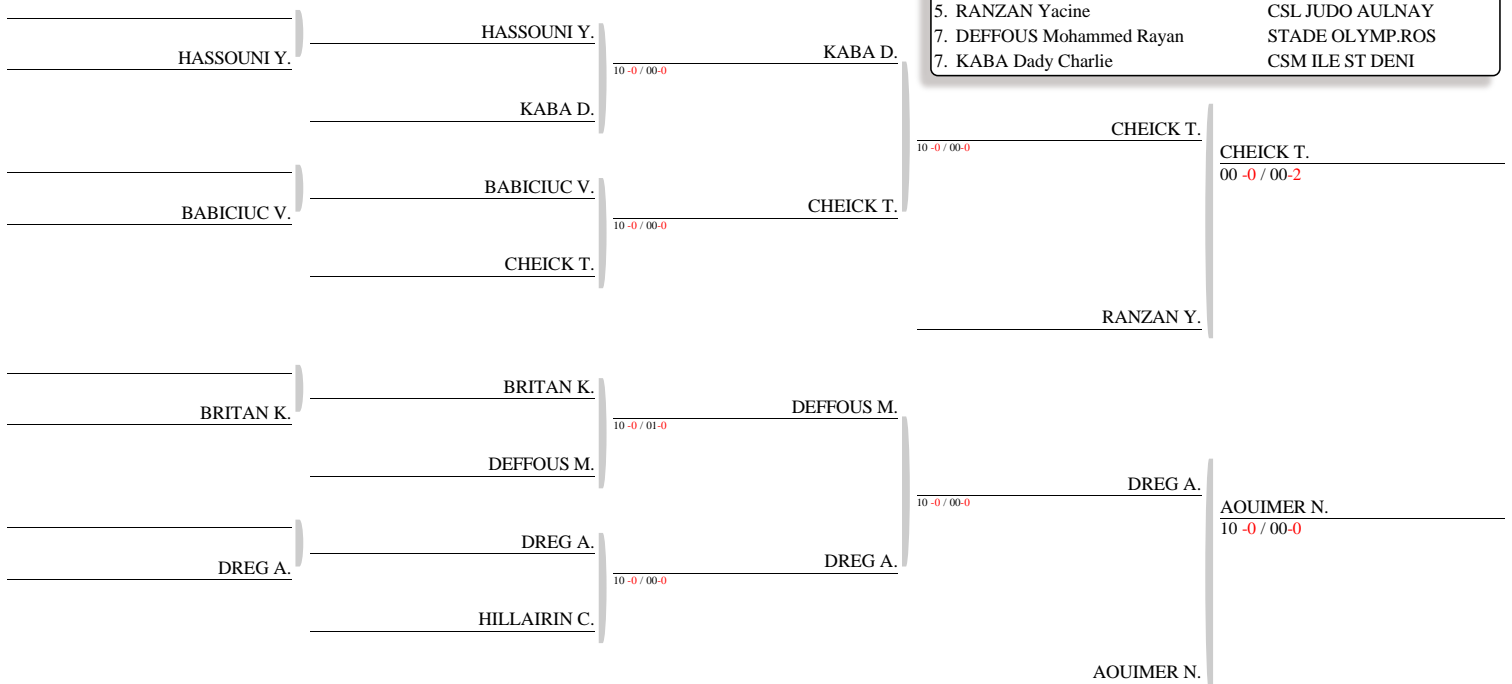 5. RANZAN Yacine CSL JUDO AULNAY
7. DEFFOUS Mohammed Rayan STADE OLYMP.ROS
7. KABA Dady Charlie CSM ILE ST DENI
HASSOUNI Y.
BABICIUC V.
BRITAN K.
DREG A.
HASSOUNI Y.
KABA D.
BABICIUC V.
CHEICK T.
BRITAN K.
DEFFOUS M.
DREG A.
HILLAIRIN C.
KABA D.
10 -0 / 00-0
CHEICK T.
10 -0 / 00-0
DEFFOUS M.
10 -0 / 01-0
DREG A.
10 -0 / 00-0
CHEICK T.
10 -0 / 00-0
RANZAN Y.
DREG A.
10 -0 / 00-0
AOUIMER N.
CHEICK T.
00 -0 / 00-2
AOUIMER N.
10 -0 / 00-0